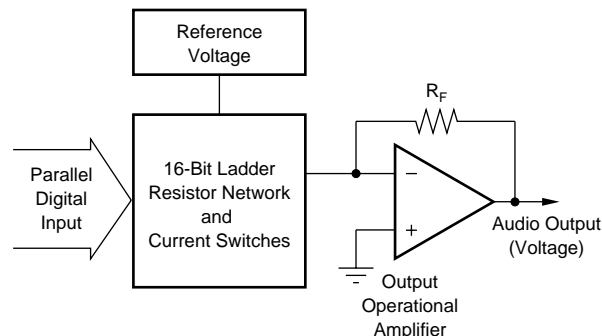 Reference
Voltage
R_F
Parallel
Digital
Input
16-Bit Ladder
Resistor Network
and
Current Switches
−
+
Audio Output
(Voltage)
Output
Operational
Amplifier